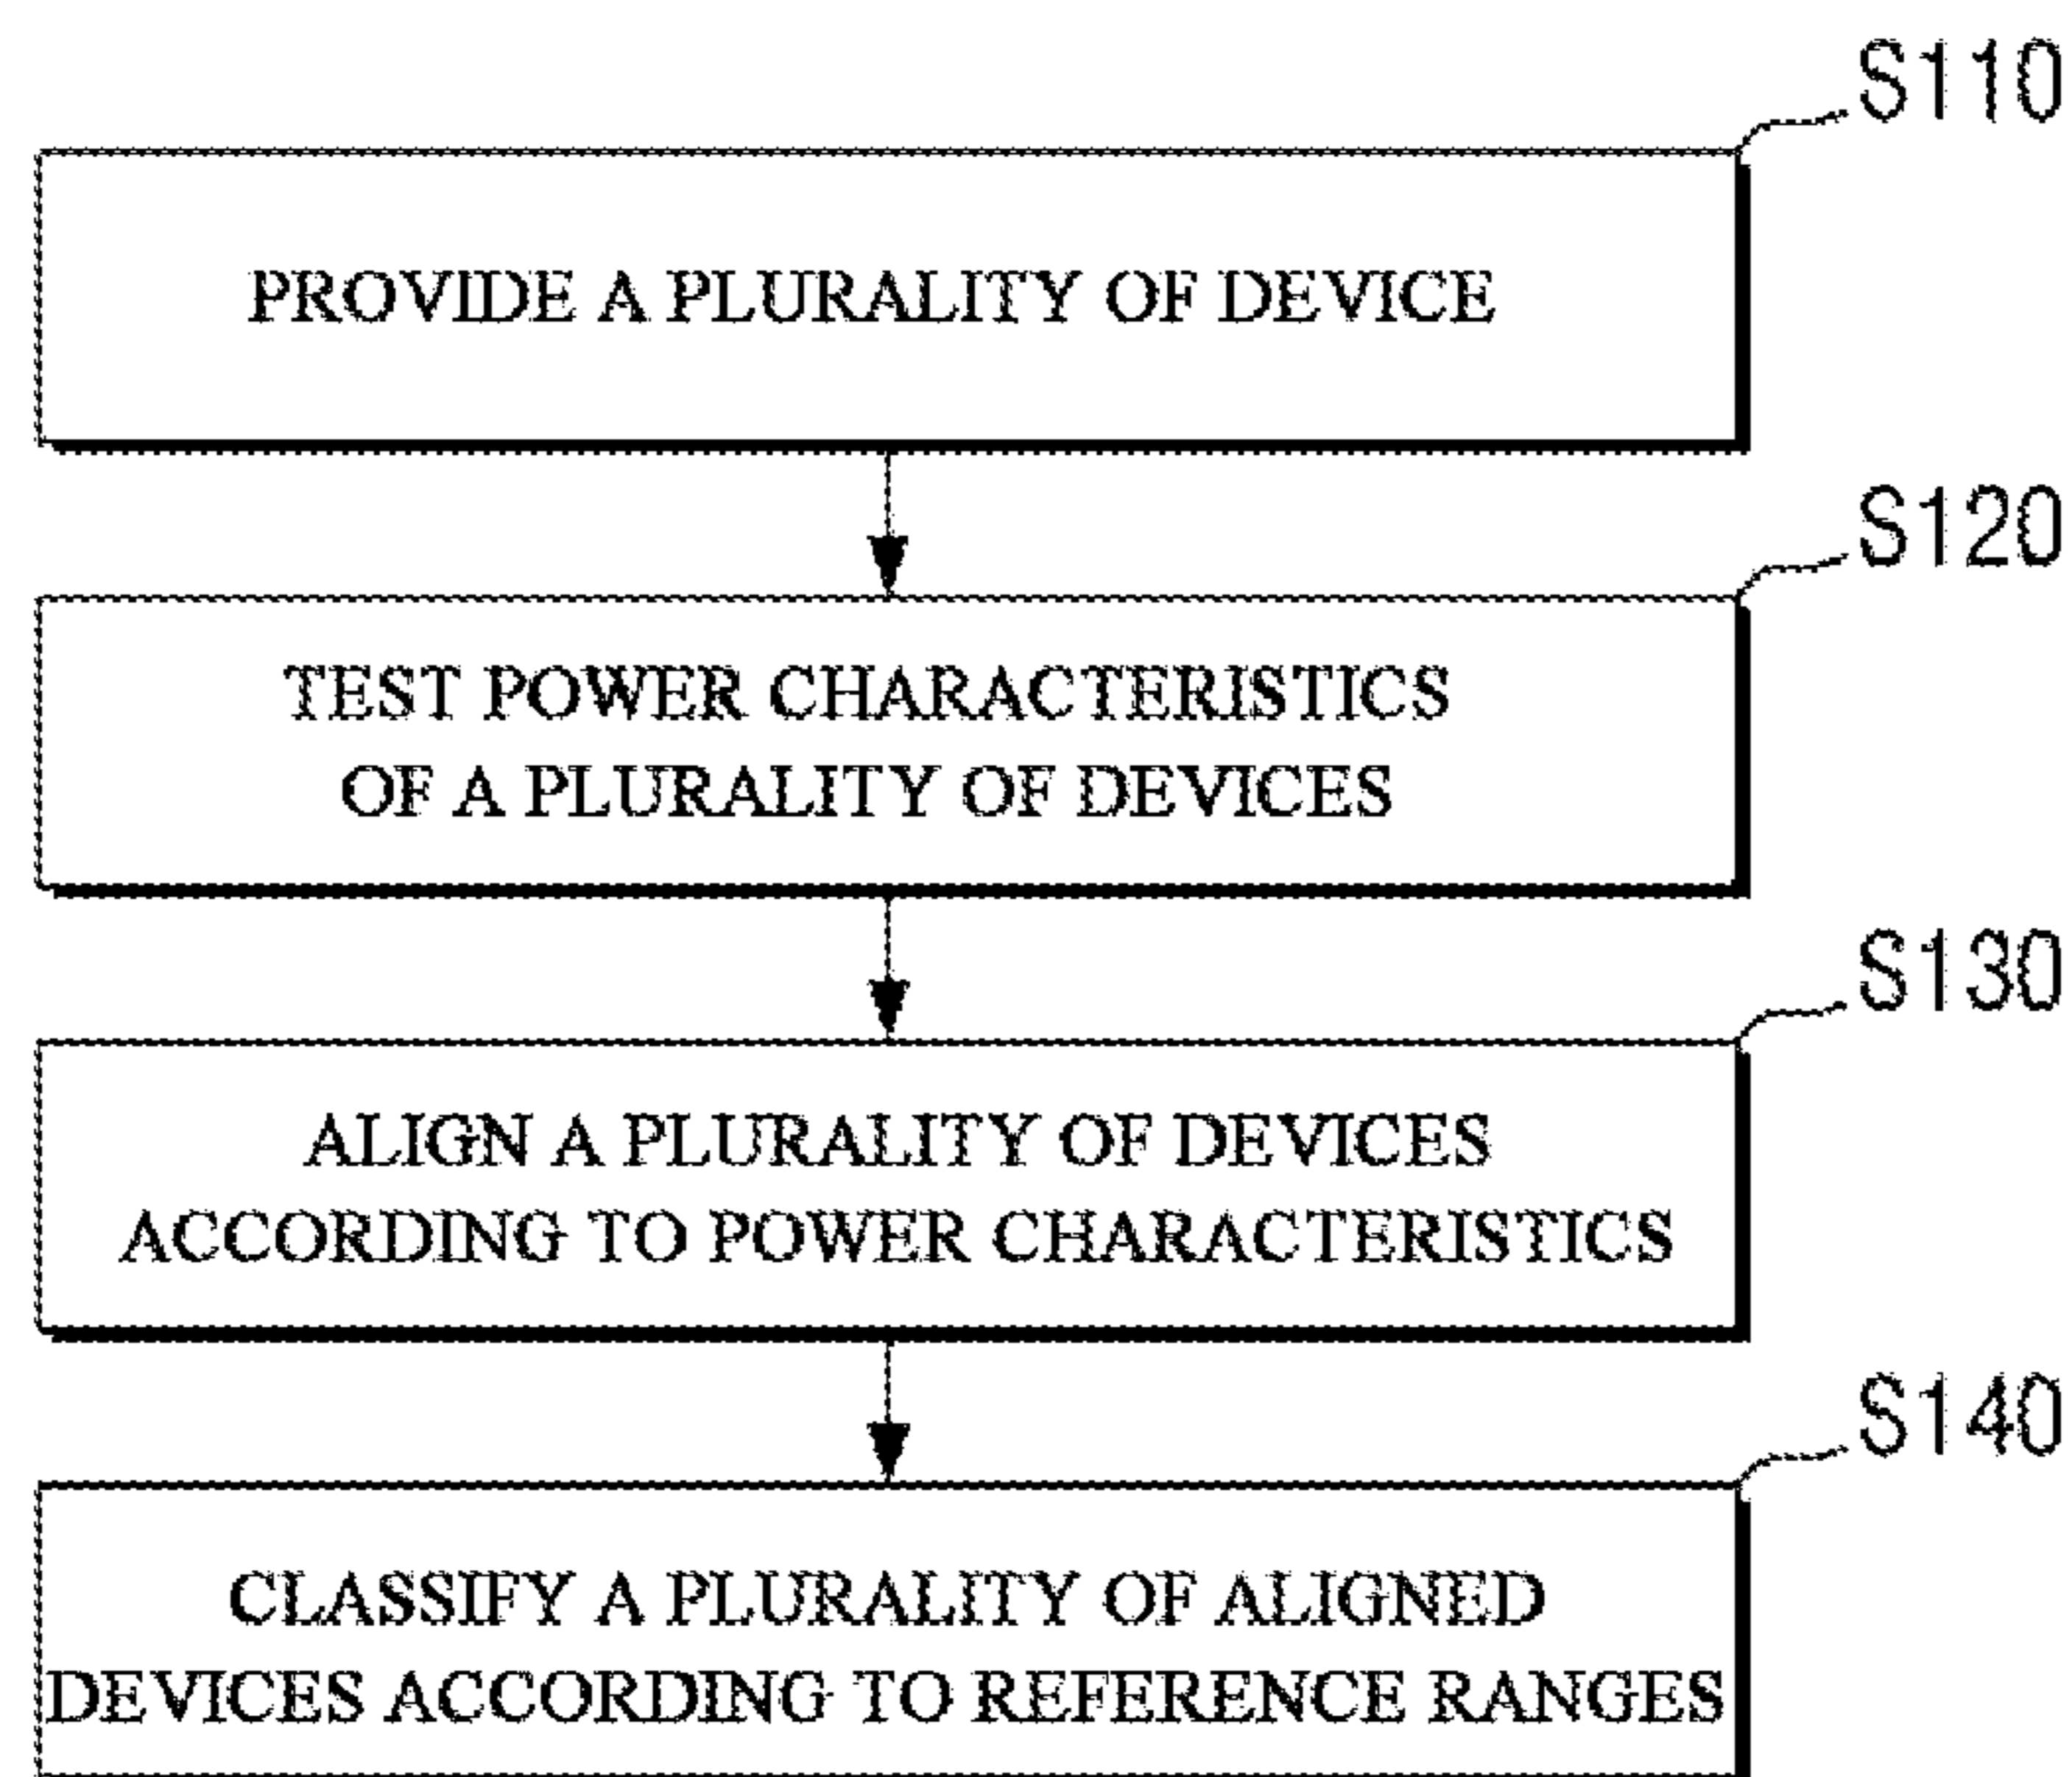 S110
PROVIDE A PLURALITY OF DEVICE
S120
TEST POWER CHARACTERISTICS
OF A PLURALITY OF DEVICES
S130
ALIGN A PLURALITY OF DEVICES
ACCORDING TO POWER CHARACTERISTICS
S140
CLASSIFY A PLURALITY OF ALIGNED
DEVICES ACCORDING TO REFERENCE RANGES